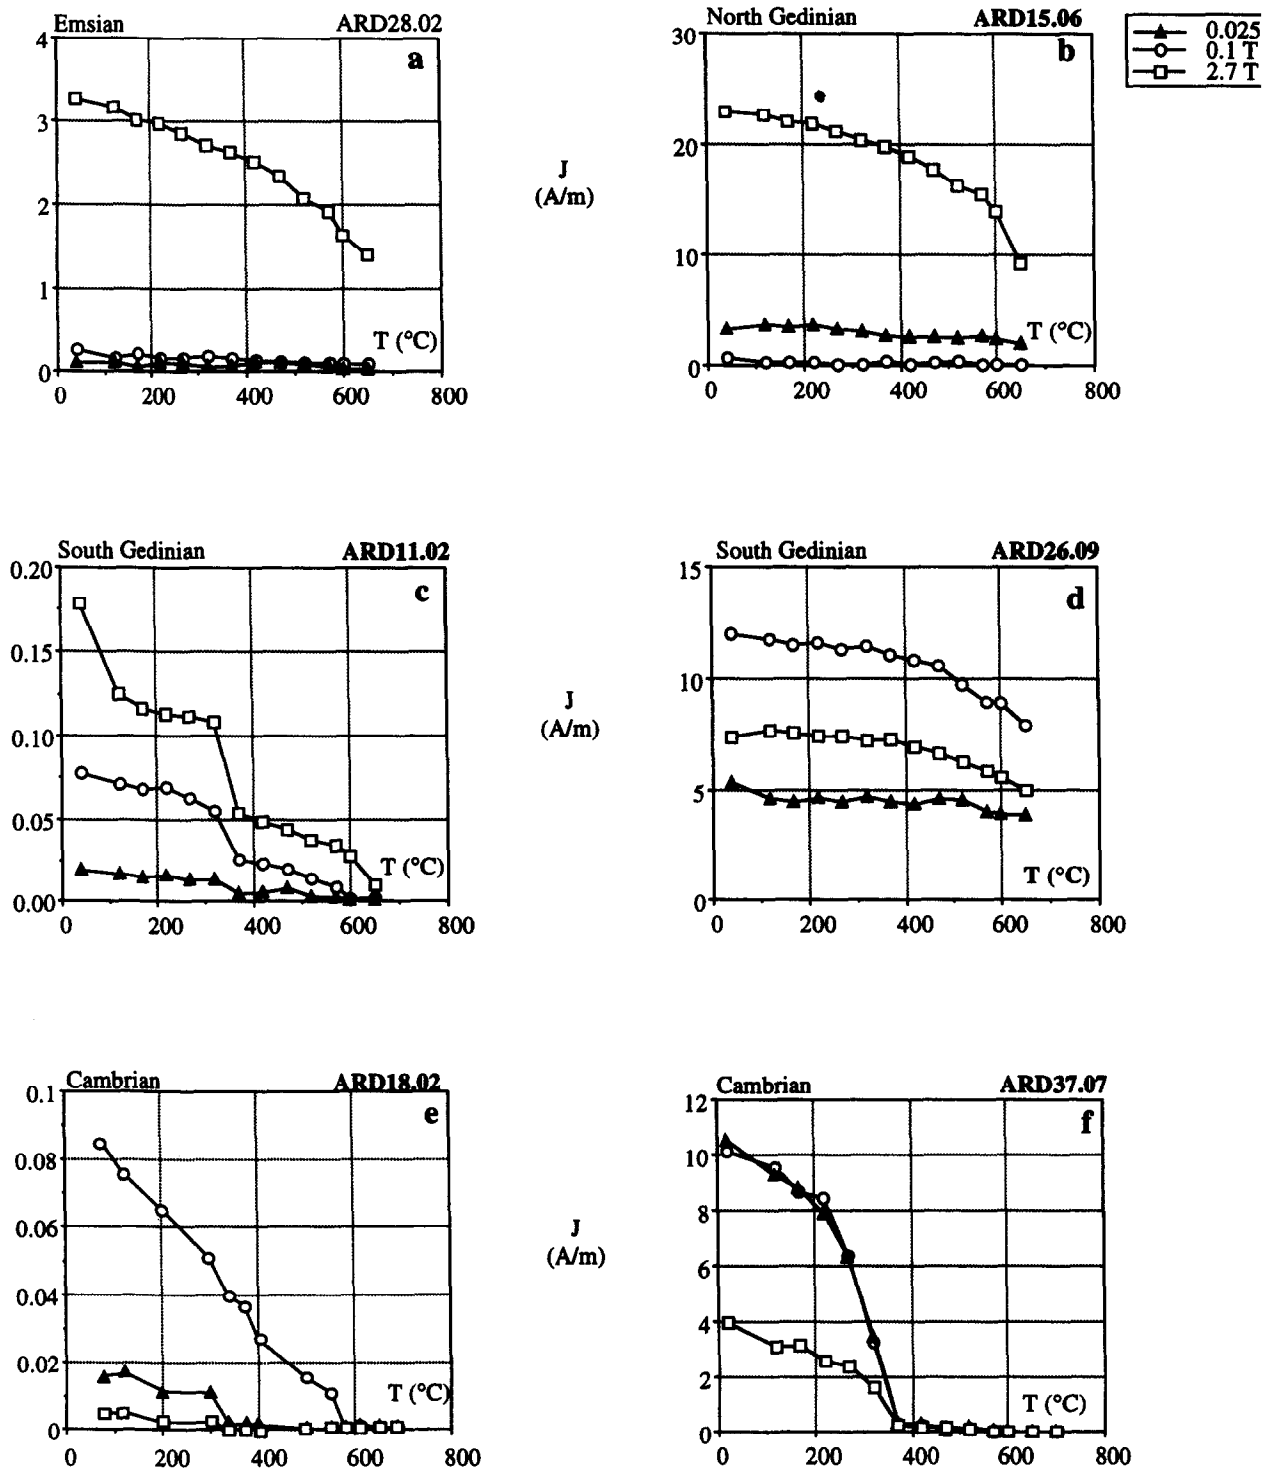 Emsian ARD28.02
a
4
3
2
1
0
T (°C)
0 200 400 600 800
J
(A/m)
North Gedinian ARD15.06
b
30
20
10
0
T (°C)
0 200 400 600 800
0.025
0.1 T
2.7 T
South Gedinian ARD11.02
c
0.20
0.15
0.10
0.05
0.00
T (°C)
0 200 400 600 800
J
(A/m)
South Gedinian ARD26.09
d
15
10
5
0
T (°C)
0 200 400 600 800
Cambrian ARD18.02
e
0.1
0.08
0.06
0.04
0.02
0
T (°C)
0 200 400 600 800
J
(A/m)
Cambrian ARD37.07
f
12
10
8
6
4
2
0
T (°C)
0 200 400 600 800